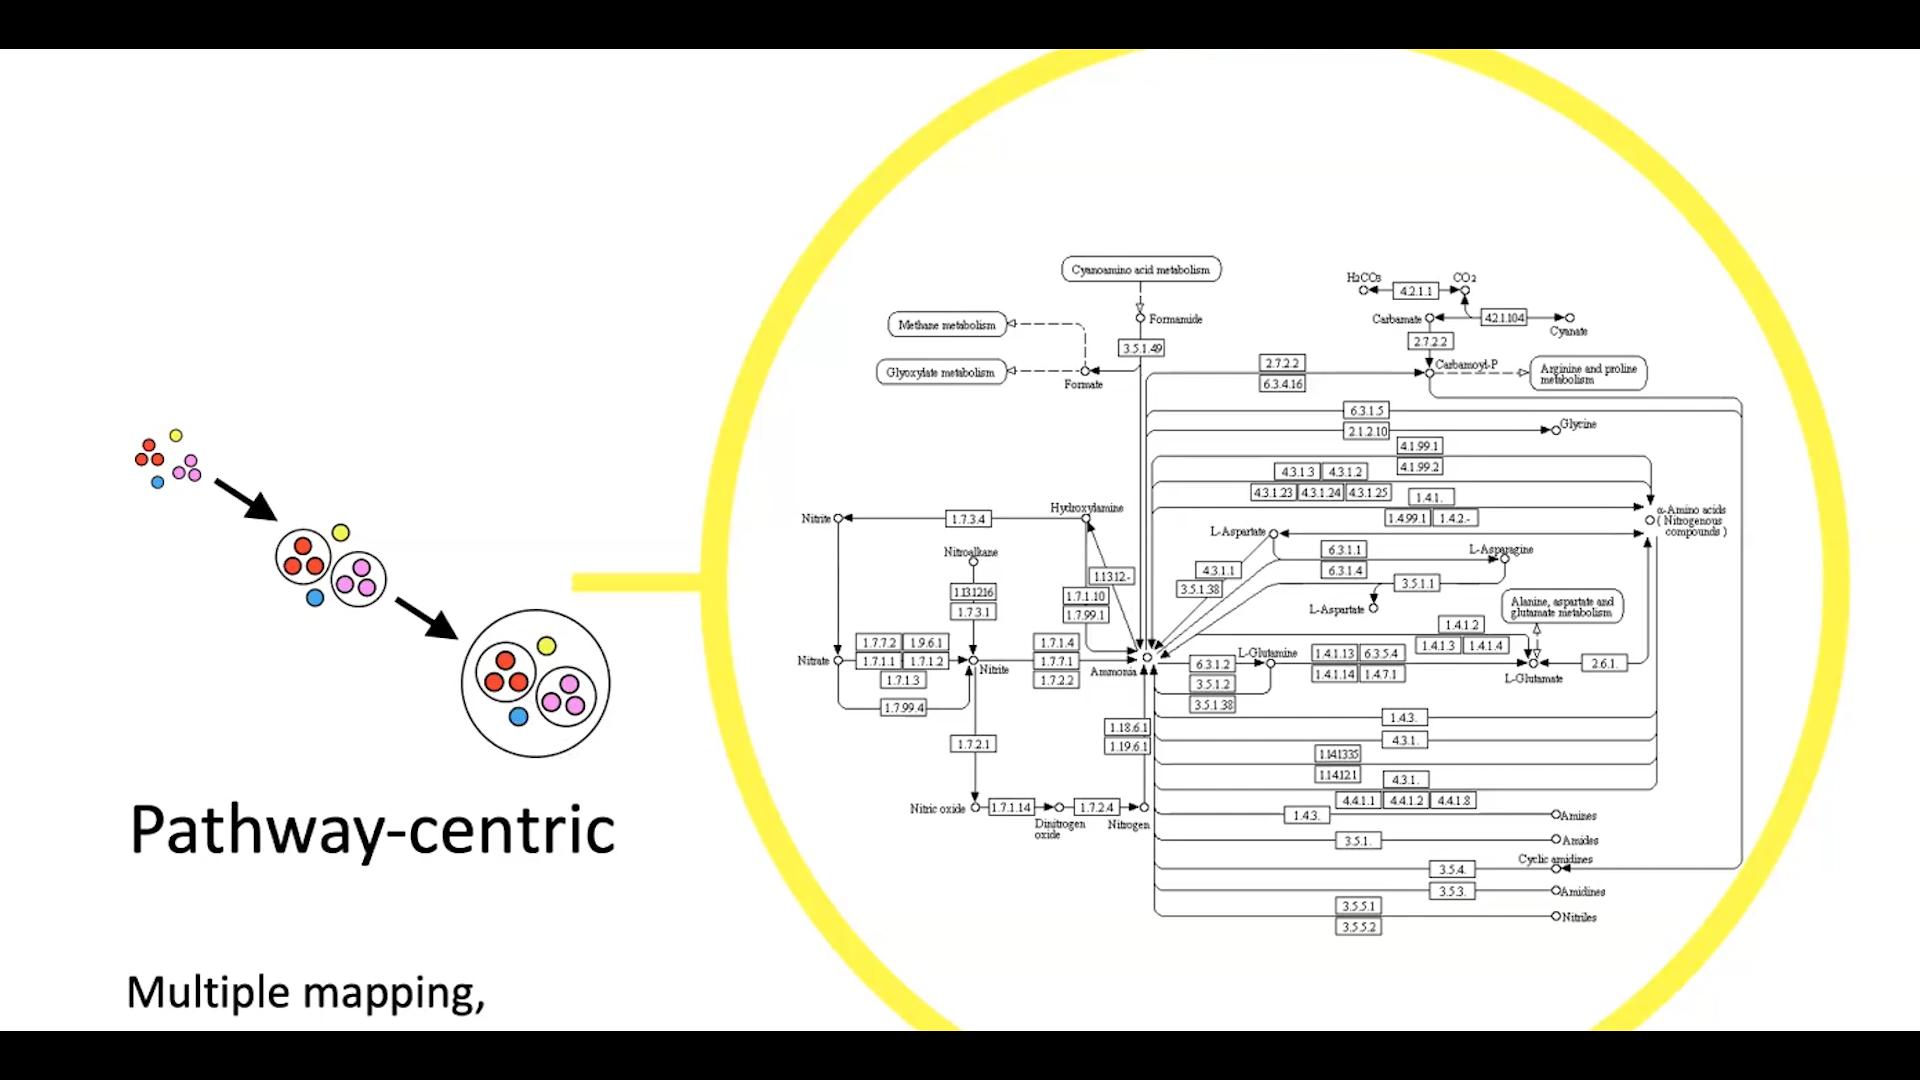 Cyanoamino acid metabolism
H2CO3
CO2
4.2.1.1
Methane metabolism
Formamide
Carbamate
4.2.1.104
Cyanate
3.5.1.49
2.7.2.2
Glyoxylate metabolism
Formate
2.7.2.2
6.3.4.16
Carbamoyl-P
Arginine and proline
metabolism
6.3.1.5
2.1.2.10
Glycine
4.1.99.1
4.1.99.2
4.3.1.3
4.3.1.2
4.3.1.23
4.3.1.24
4.3.1.25
1.4.1.
1.4.99.1
1.4.2.-
α-Amino acids
( Nitrogenous
compounds )
Nitrite
1.7.3.4
Hydroxylamine
L-Aspartate
Nitroalkane
6.3.1.1
6.3.1.4
L-Asparagine
4.3.1.1
3.5.1.38
3.5.1.1
1.13.12.-
1.13.12.16
1.7.3.1
1.7.1.10
1.7.99.1
L-Aspartate
Alanine, aspartate and
glutamate metabolism
1.4.1.2
1.4.1.3
1.4.1.4
Nitrate
1.7.7.2
1.9.6.1
1.7.1.1
1.7.1.2
1.7.1.3
Nitrite
1.7.1.4
1.7.7.1
1.7.2.2
Ammonia
6.3.1.2
3.5.1.2
3.5.1.38
L-Glutamine
1.4.1.13
6.3.5.4
1.4.1.14
1.4.7.1
L-Glutamate
2.6.1.
1.7.99.4
1.7.2.1
1.18.6.1
1.19.6.1
1.4.3.
4.3.1.
1.14.13.35
1.14.12.1
4.3.1.
4.4.1.1
4.4.1.2
4.4.1.8
Nitric oxide
1.7.1.14
Dinitrogen
oxide
1.7.2.4
Nitrogen
1.4.3.
Amines
3.5.1.
Amides
Cyclic amidines
3.5.4.
3.5.3.
Amidines
3.5.5.1
3.5.5.2
Nitriles
Pathway-centric
Multiple mapping,